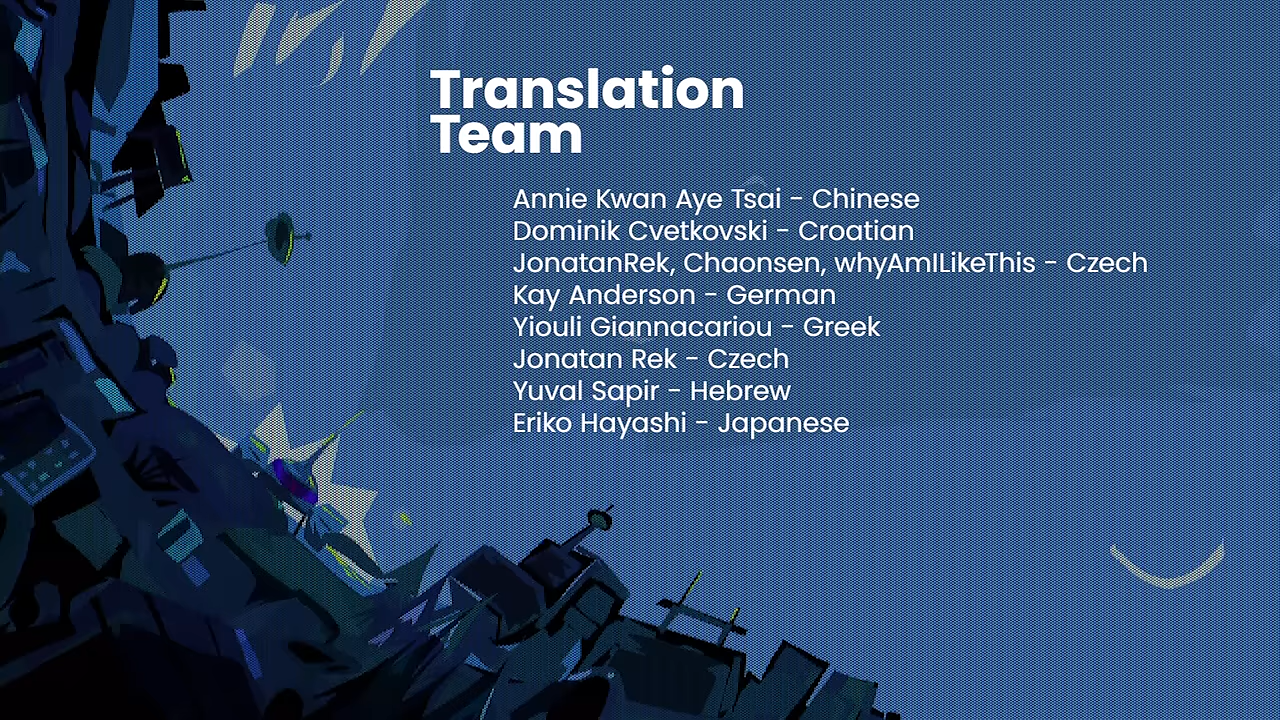 Translation
Team
Annie Kwan Aye Tsai - Chinese
Dominik Cvetkovski - Croatian
JonatanRek, Chaonsen, whyAmILikeThis - Czech
Kay Anderson - German
Yiouli Giannacariou - Greek
Jonatan Rek - Czech
Yuval Sapir - Hebrew
Eriko Hayashi - Japanese